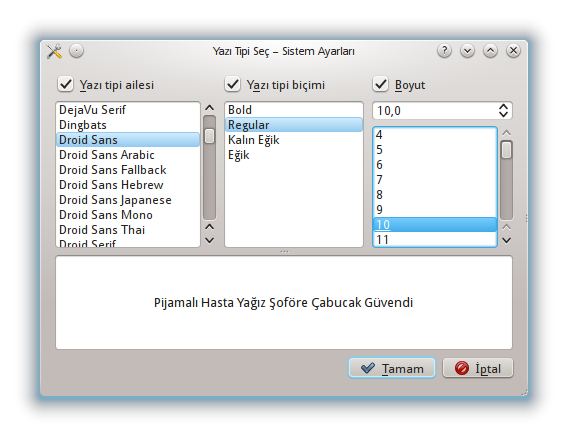 Yazı Tipi Seç – Sistem Ayarları
Yazı tipi ailesi
Yazı tipi biçimi
Boyut
DejaVu Serif
Dingbats
Droid Sans
Droid Sans Arabic
Droid Sans Fallback
Droid Sans Hebrew
Droid Sans Japanese
Droid Sans Mono
Droid Sans Thai
Droid Serif
Bold
Regular
Kalın Eğik
Eğik
10,0
4
5
6
7
8
9
10
11
Pijamalı Hasta Yağız Şoföre Çabucak Güvendi
Tamam
İptal